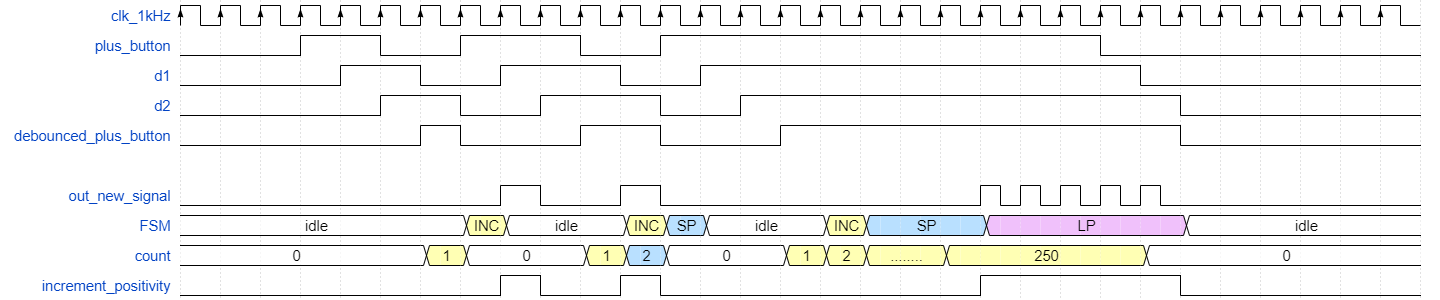 clk_1kHz
plus_button
d1
d2
debounced_plus_button
out_new_signal
FSM idle INC idle INC SP idle INC SP LP idle
count 0 1 0 1 2 0 1 2 ........ 250 0
increment_positivity